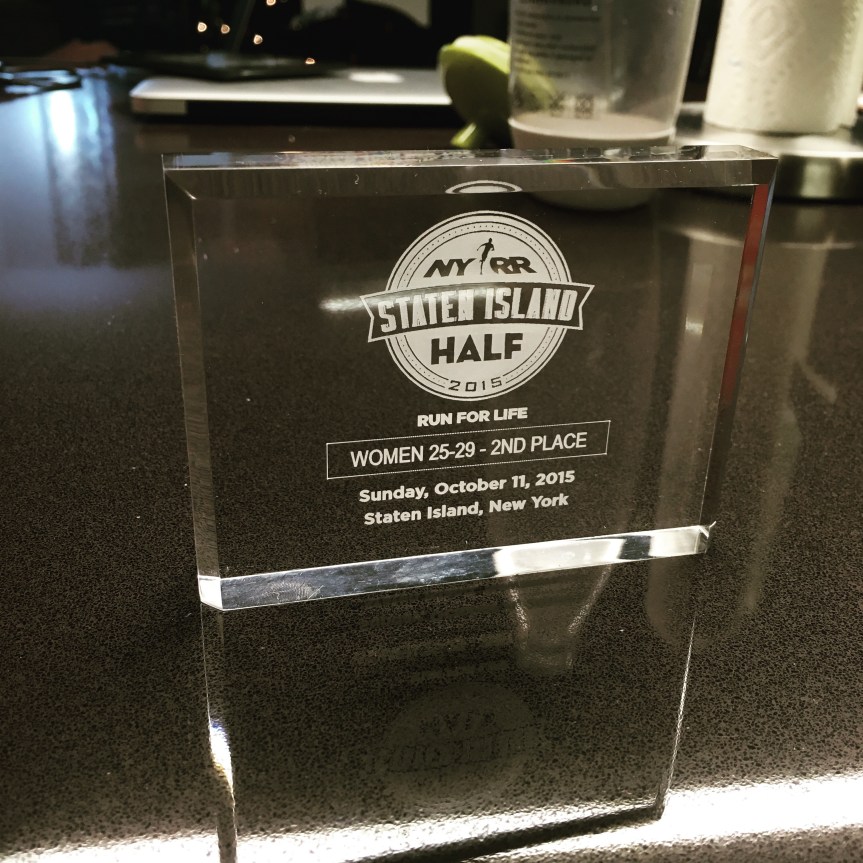 NYRR
STATEN ISLAND
HALF
2015
RUN FOR LIFE
WOMEN 25-29 - 2ND PLACE
Sunday, October 11, 2015
Staten Island, New York